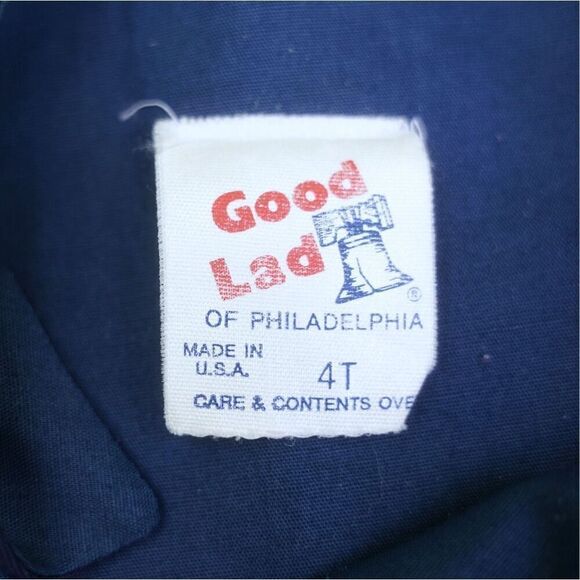 Good
Lad
®
OF PHILADELPHIA
MADE IN
U.S.A.
4T
CARE & CONTENTS OVE